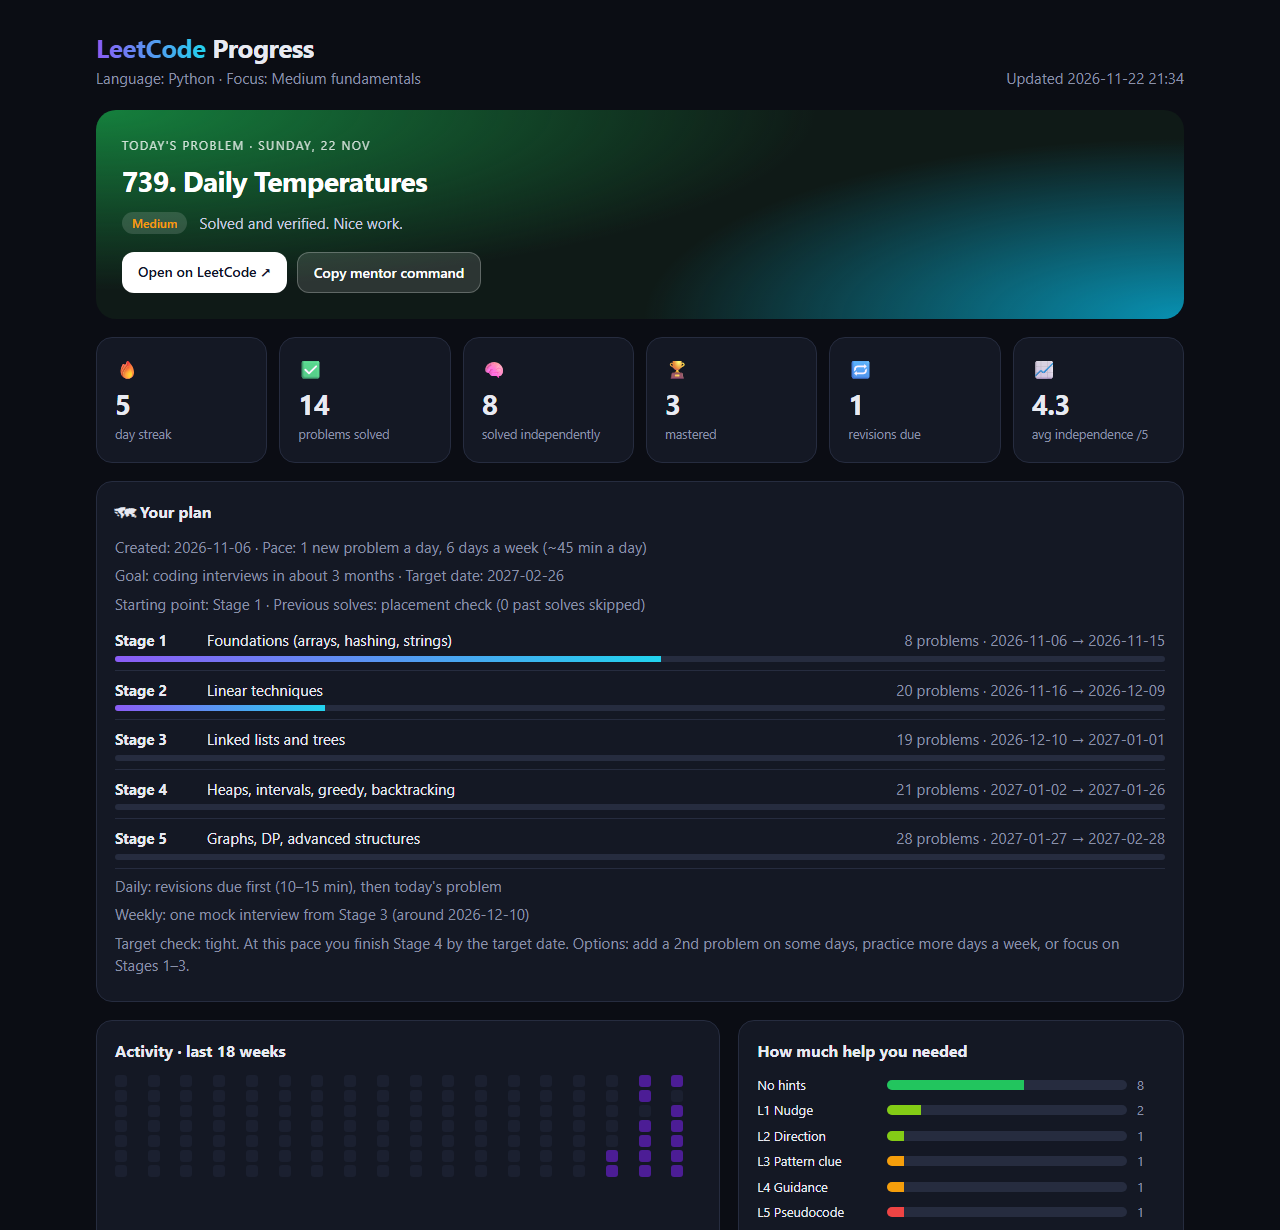 LeetCode Progress
Language: Python · Focus: Medium fundamentals
Updated 2026-11-22 21:34
TODAY'S PROBLEM · SUNDAY, 22 NOV
739. Daily Temperatures
Medium Solved and verified. Nice work.
Open on LeetCode ↗ Copy mentor command
5
day streak
14
problems solved
8
solved independently
3
mastered
1
revisions due
4.3
avg independence /5
Your plan
Created: 2026-11-06 · Pace: 1 new problem a day, 6 days a week (~45 min a day)
Goal: coding interviews in about 3 months · Target date: 2027-02-26
Starting point: Stage 1 · Previous solves: placement check (0 past solves skipped)
Stage 1 Foundations (arrays, hashing, strings) 8 problems · 2026-11-06 → 2026-11-15
Stage 2 Linear techniques 20 problems · 2026-11-16 → 2026-12-09
Stage 3 Linked lists and trees 19 problems · 2026-12-10 → 2027-01-01
Stage 4 Heaps, intervals, greedy, backtracking 21 problems · 2027-01-02 → 2027-01-26
Stage 5 Graphs, DP, advanced structures 28 problems · 2027-01-27 → 2027-02-28
Daily: revisions due first (10–15 min), then today's problem
Weekly: one mock interview from Stage 3 (around 2026-12-10)
Target check: tight. At this pace you finish Stage 4 by the target date. Options: add a 2nd problem on some days, practice more days a week, or focus on
Stages 1–3.
Activity · last 18 weeks
How much help you needed
No hints 8
L1 Nudge 2
L2 Direction 1
L3 Pattern clue 1
L4 Guidance 1
L5 Pseudocode 1